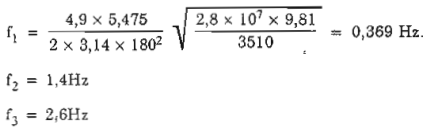 f₁ = 4,9 × 5,475 / 2 × 3,14 × 180² √ 2,8 × 10⁷ × 9,81 / 3510 = 0,369 Hz.
f₂ = 1,4Hz
f₃ = 2,6Hz